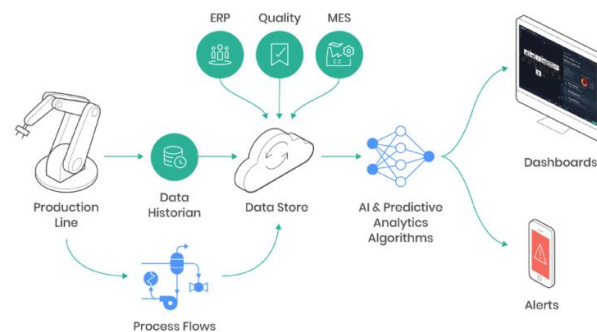 ERP
Quality
MES
Production
Line
Data
Historian
Data Store
AI & Predictive
Analytics
Algorithms
Dashboards
Alerts
Process Flows